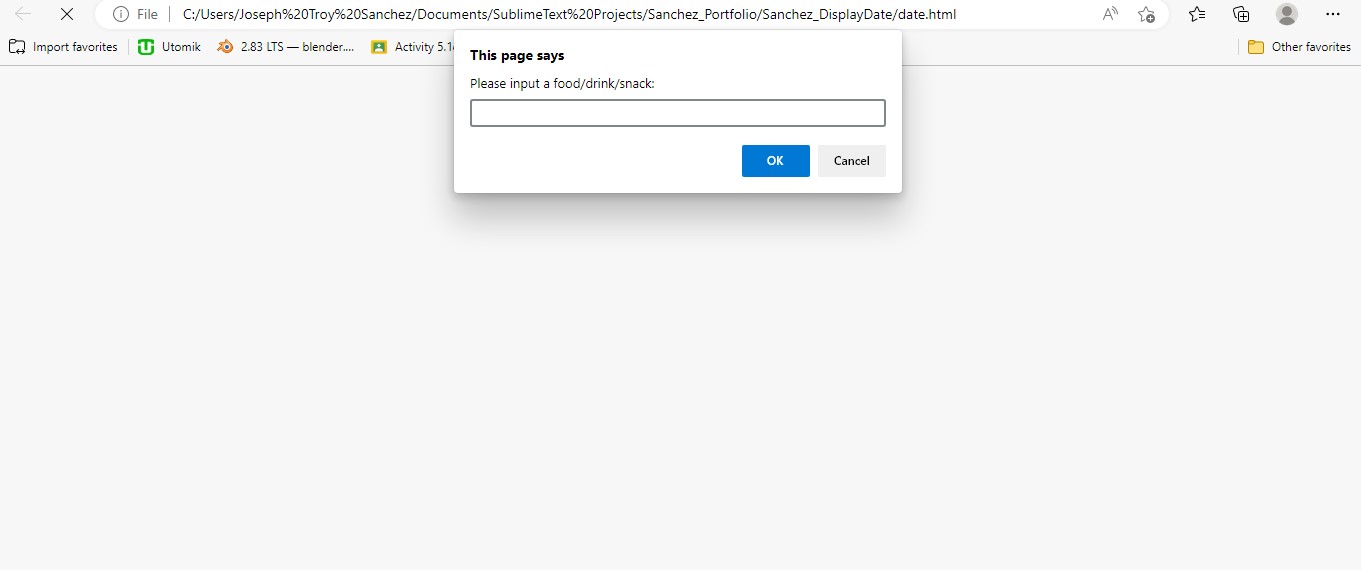 File C:/Users/Joseph%20Troy%20Sanchez/Documents/SublimeText%20Projects/Sanchez_Portfolio/Sanchez_DisplayDate/date.html
Import favorites Utomik 2.83 LTS — blender.... Activity 5.1 Other favorites
This page says
Please input a food/drink/snack:
OK Cancel